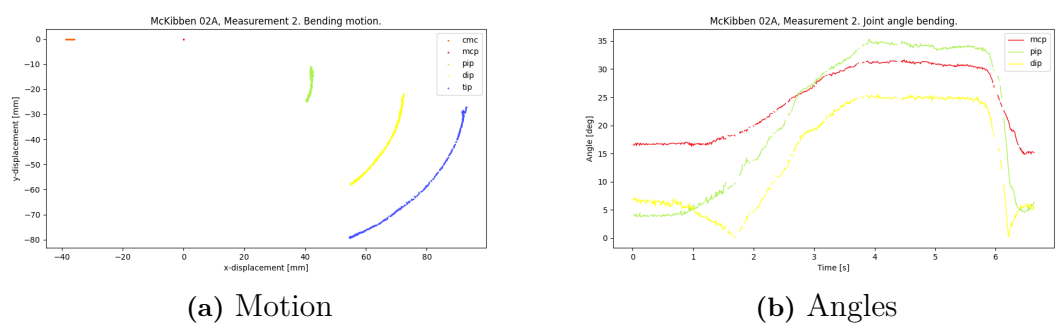 McKibben 02A, Measurement 2. Bending motion.
cmc
mcp
pip
dip
tip
0
−10
−20
−30
−40
−50
−60
−70
−80
y-displacement [mm]
−40 −20 0 20 40 60 80
x-displacement [mm]
(a) Motion
McKibben 02A, Measurement 2. Joint angle bending.
mcp
pip
dip
35
30
25
20
15
10
5
0
Angle [deg]
0 1 2 3 4 5 6
Time [s]
(b) Angles